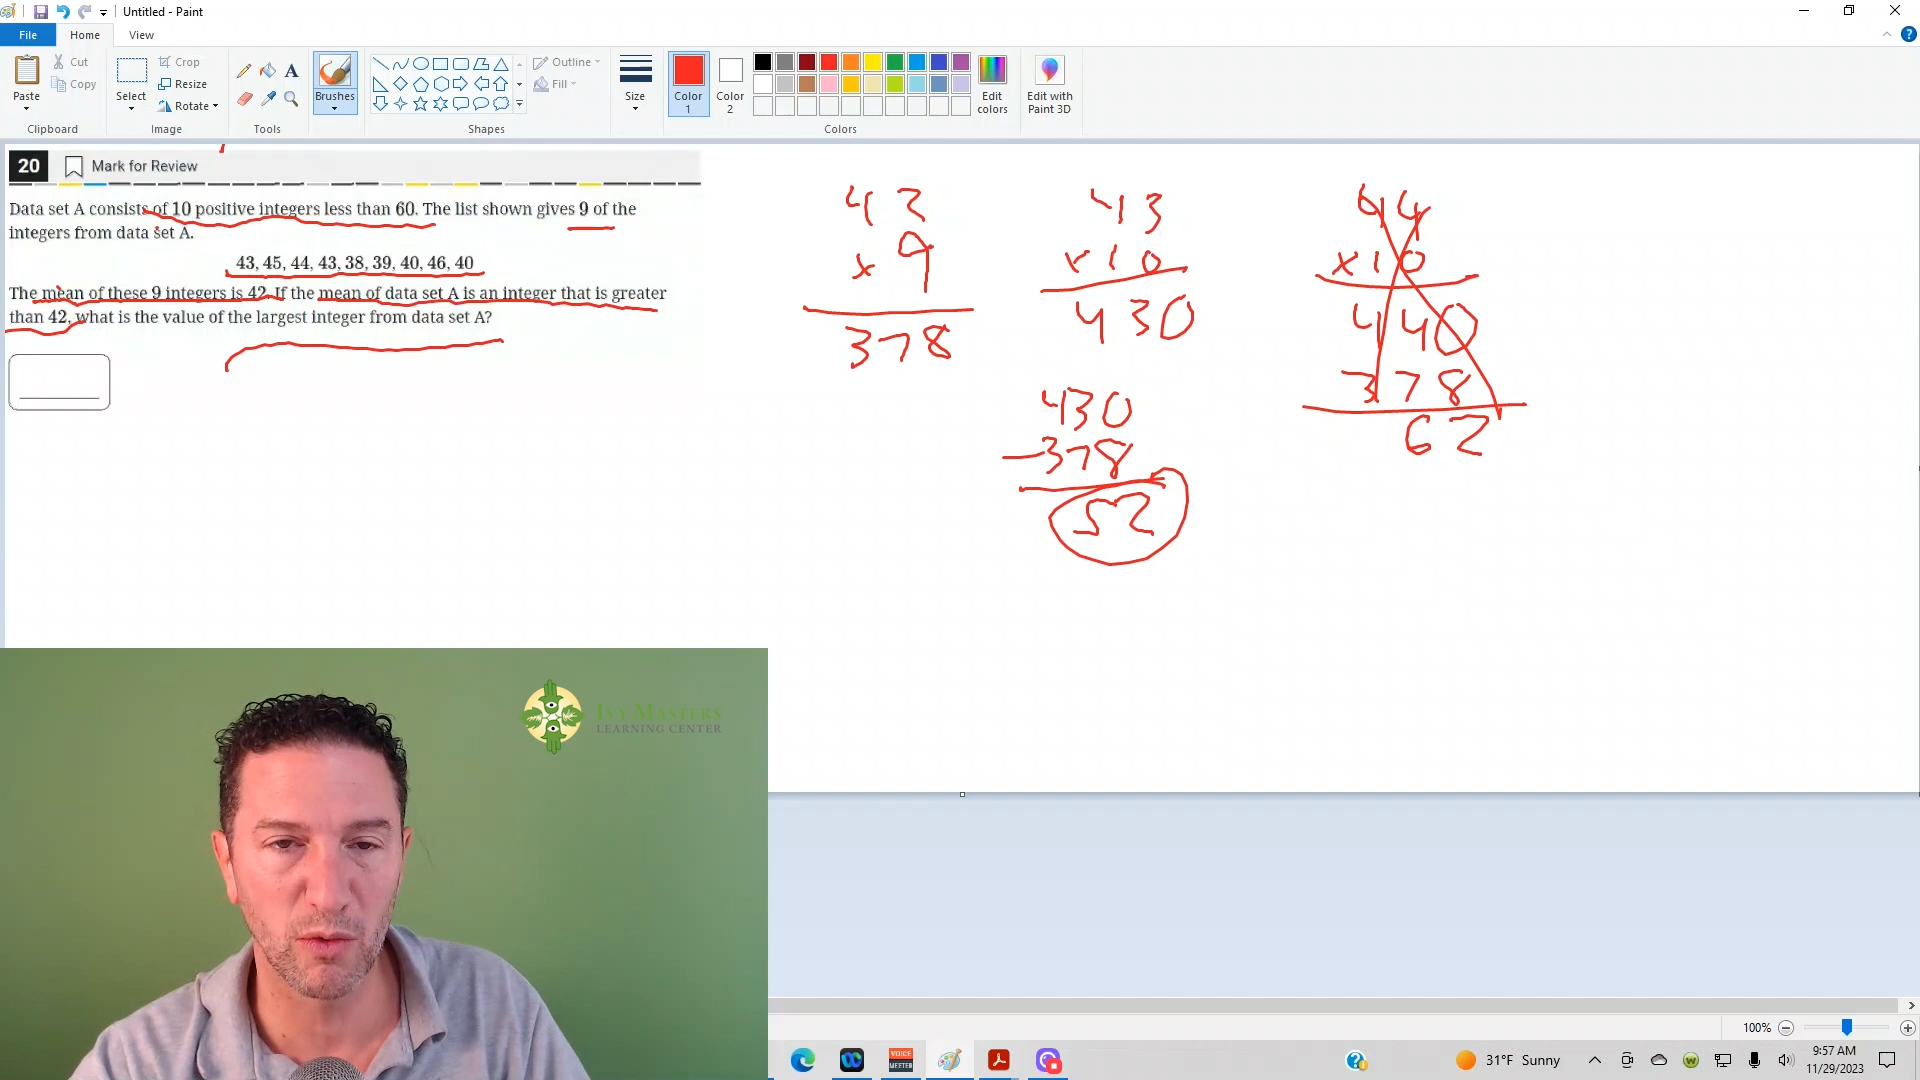 Untitled - Paint
File Home View
Cut
Copy
Paste
Clipboard
Select
Crop
Resize
Rotate
Image
A
Tools
Brushes
Outline
Fill
Shapes
Size
Color 1
Color 2
Colors
Edit colors
Edit with Paint 3D
20 Mark for Review
Data set A consists of 10 positive integers less than 60. The list shown gives 9 of the
integers from data set A.
43, 45, 44, 43, 38, 39, 40, 46, 40
The mean of these 9 integers is 42. If the mean of data set A is an integer that is greater
than 42, what is the value of the largest integer from data set A?
42
x 9
378
43
x 10
430
430
-378
52
44
x 10
440
378
62
IVY MASTERS
LEARNING CENTER
100%
VOICE MEETER
31°F Sunny
9:57 AM
11/29/2023